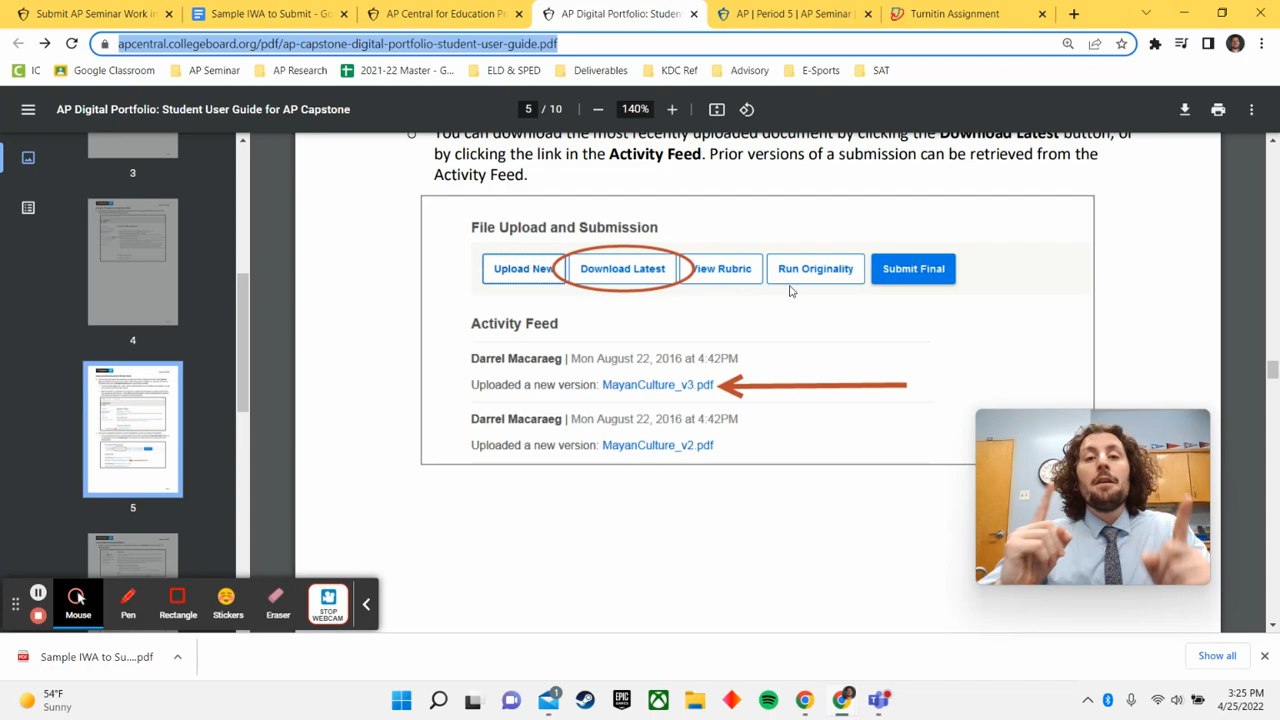 Submit AP Seminar Work in
Sample IWA to Submit - Go
AP Central for Education Pr
AP Digital Portfolio: Studen
AP | Period 5 | AP Seminar |
Turnitin Assignment
apcentral.collegeboard.org/pdf/ap-capstone-digital-portfolio-student-user-guide.pdf
IC
Google Classroom
AP Seminar
AP Research
2021-22 Master - G...
ELD & SPED
Deliverables
KDC Ref
Advisory
E-Sports
SAT
AP Digital Portfolio: Student User Guide for AP Capstone
5 / 10
140%
3
4
5
You can download the most recently uploaded document by clicking the Download Latest button, or
by clicking the link in the Activity Feed. Prior versions of a submission can be retrieved from the
Activity Feed.
File Upload and Submission
Upload New
Download Latest
View Rubric
Run Originality
Submit Final
Activity Feed
Darrel Macaraeg | Mon August 22, 2016 at 4:42PM
Uploaded a new version: MayanCulture_v3.pdf
Darrel Macaraeg | Mon August 22, 2016 at 4:42PM
Uploaded a new version: MayanCulture_v2.pdf
Mouse
Pen
Rectangle
Stickers
Eraser
STOP
WEBCAM
Sample IWA to Su....pdf
Show all
54°F
Sunny
EPIC
GAMES
1
3:25 PM
4/25/2022